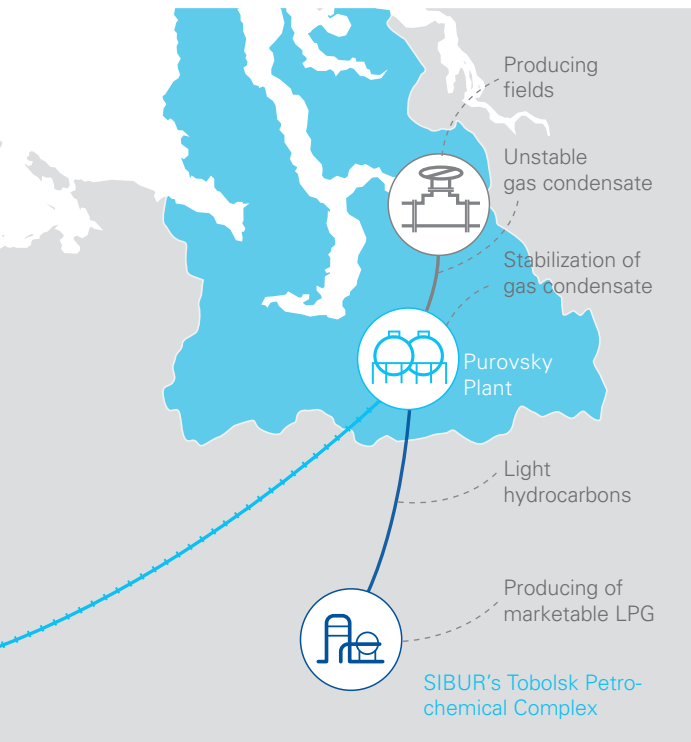 Producing
fields
Unstable
gas condensate
Stabilization of
gas condensate
Purovsky
Plant
Light
hydrocarbons
Producing of
marketable LPG
SIBUR's Tobolsk Petro-
chemical Complex